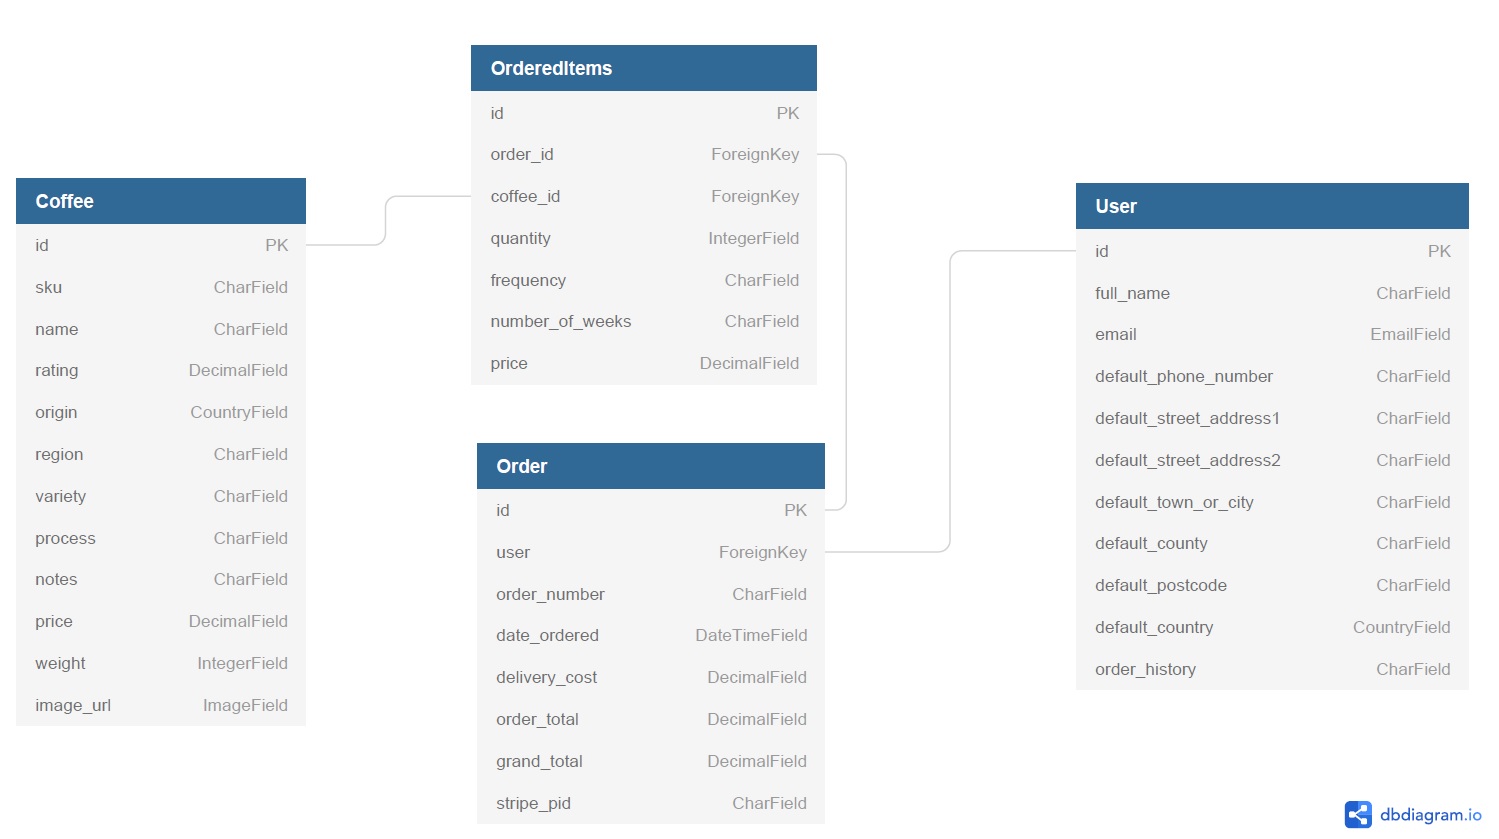 OrderedItems
id PK
order_id ForeignKey
coffee_id ForeignKey
quantity IntegerField
frequency CharField
number_of_weeks CharField
price DecimalField
Coffee
id PK
sku CharField
name CharField
rating DecimalField
origin CountryField
region CharField
variety CharField
process CharField
notes CharField
price DecimalField
weight IntegerField
image_url ImageField
Order
id PK
user ForeignKey
order_number CharField
date_ordered DateTimeField
delivery_cost DecimalField
order_total DecimalField
grand_total DecimalField
stripe_pid CharField
User
id PK
full_name CharField
email EmailField
default_phone_number CharField
default_street_address1 CharField
default_street_address2 CharField
default_town_or_city CharField
default_county CharField
default_postcode CharField
default_country CountryField
order_history CharField
dbdiagram.io